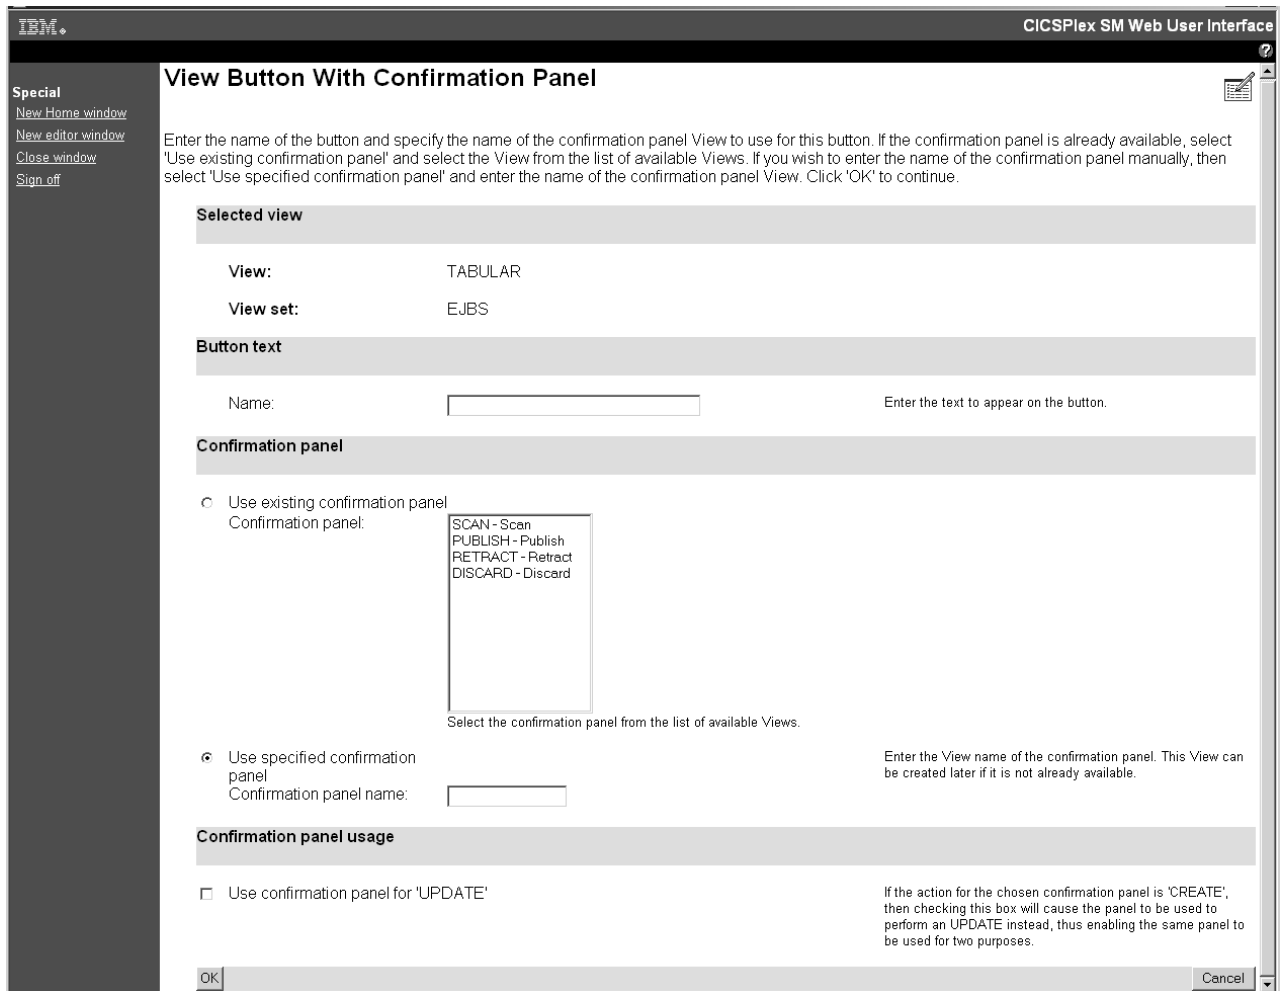 IBM.
CICSPlex SM Web User Interface
?
Special
New Home window
New editor window
Close window
Sign off
View Button With Confirmation Panel
Enter the name of the button and specify the name of the confirmation panel View to use for this button. If the confirmation panel is already available, select
'Use existing confirmation panel' and select the View from the list of available Views. If you wish to enter the name of the confirmation panel manually, then
select 'Use specified confirmation panel' and enter the name of the confirmation panel View. Click 'OK' to continue.
Selected view
View: TABULAR
View set: EJBS
Button text
Name: Enter the text to appear on the button.
Confirmation panel
Use existing confirmation panel
Confirmation panel:
SCAN - Scan
PUBLISH - Publish
RETRACT - Retract
DISCARD - Discard
Select the confirmation panel from the list of available Views.
Use specified confirmation
panel
Confirmation panel name:
Enter the View name of the confirmation panel. This View can
be created later if it is not already available.
Confirmation panel usage
Use confirmation panel for 'UPDATE'
If the action for the chosen confirmation panel is 'CREATE',
then checking this box will cause the panel to be used to
perform an UPDATE instead, thus enabling the same panel to
be used for two purposes.
OK
Cancel